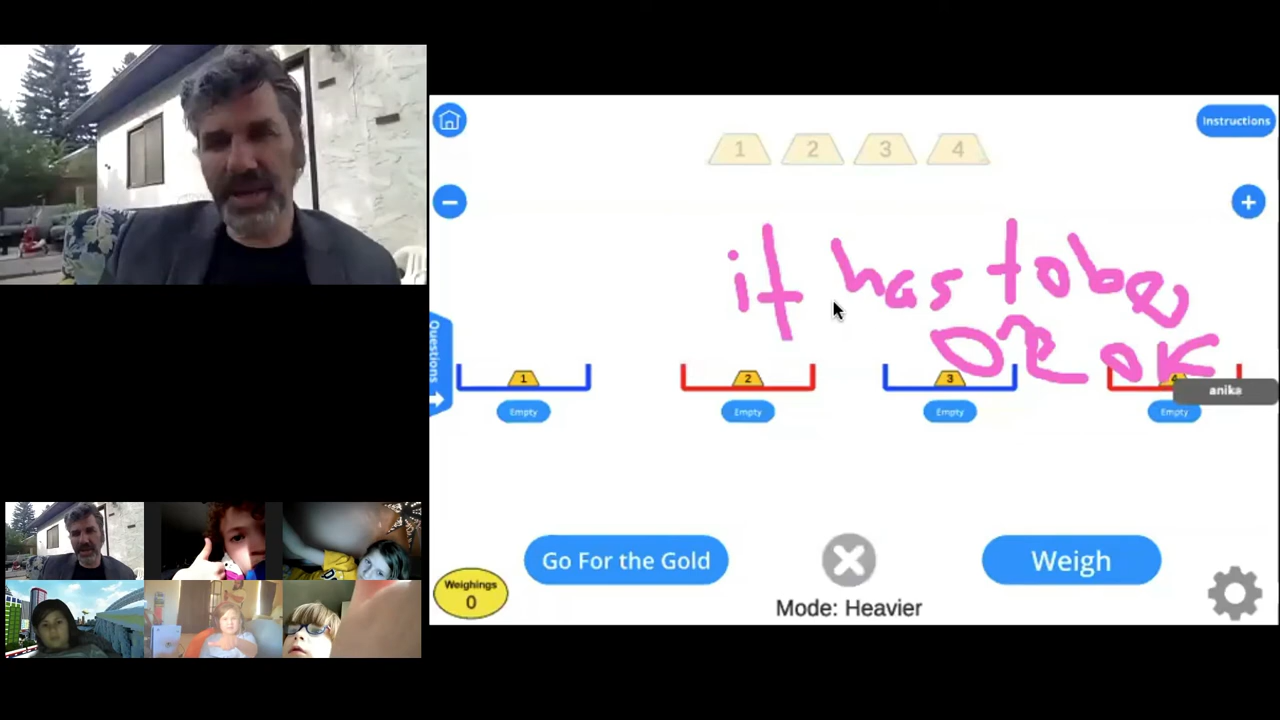 Instructions
1 2 3 4
it has to be
or ok
Questions
1 2 3 4
anika
Empty Empty Empty Empty
Go For the Gold
Weigh
Weighings
0
Mode: Heavier